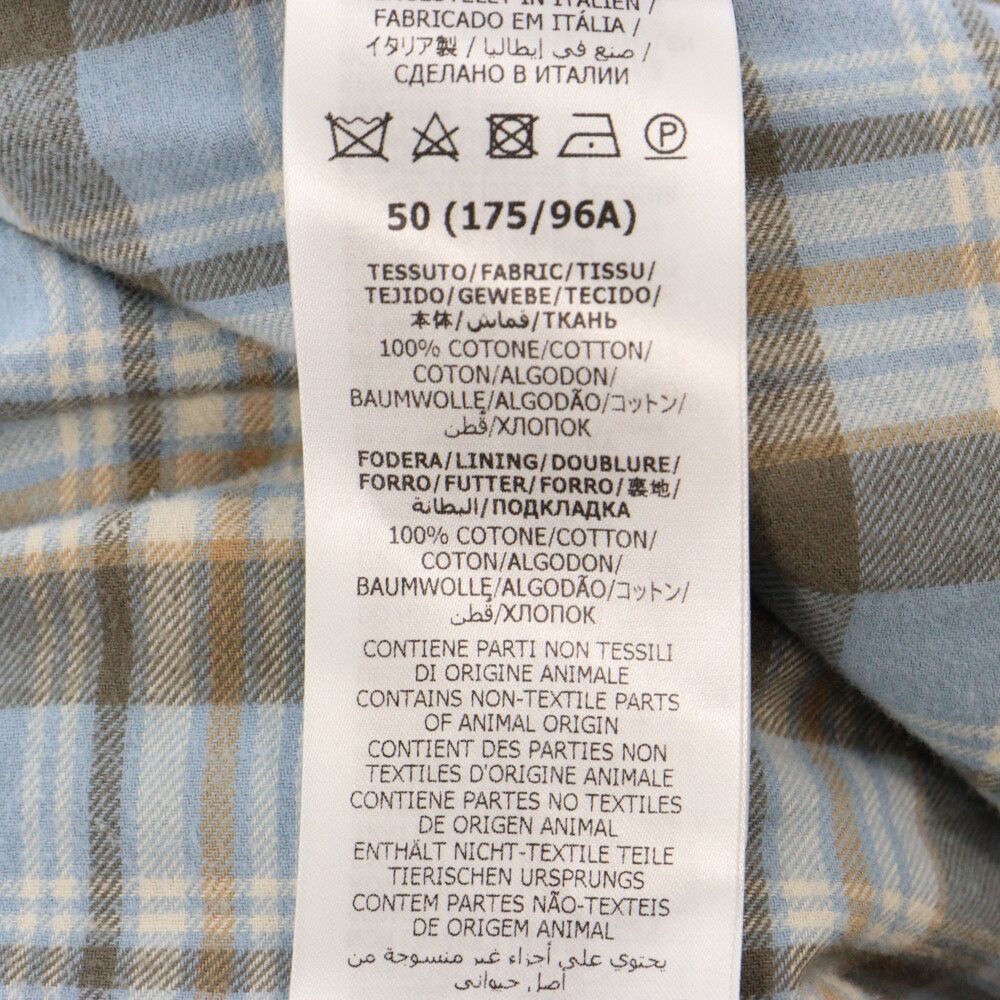 IN ITALIEN /
FABRICADO EM ITÁLIA /
イタリア製 / صنع في إيطاليا /
СДЕЛАНО В ИТАЛИИ
P
50 (175/96A)
TESSUTO/FABRIC/TISSU/
TEJIDO/GEWEBE/TECIDO/
本体/قماش/ТКАНЬ
100% COTONE/COTTON/
COTON/ALGODON/
BAUMWOLLE/ALGODÃO/コットン/
قُطن/ХЛОПОК
FODERA/LINING/DOUBLURE/
FORRO/FUTTER/FORRO/裏地/
البطانة/ПОДКЛАДКА
100% COTONE/COTTON/
COTON/ALGODON/
BAUMWOLLE/ALGODÃO/コットン/
قُطن/ХЛОПОК
CONTIENE PARTI NON TESSILI
DI ORIGINE ANIMALE
CONTAINS NON-TEXTILE PARTS
OF ANIMAL ORIGIN
CONTIENT DES PARTIES NON
TEXTILES D'ORIGINE ANIMALE
CONTIENE PARTES NO TEXTILES
DE ORIGEN ANIMAL
ENTHÄLT NICHT-TEXTILE TEILE
TIERISCHEN URSPRUNGS
CONTEM PARTES NÃO-TEXTEIS
DE ORIGEM ANIMAL
يحتوي على أجزاء غير منسوجة من
أصل حيواني